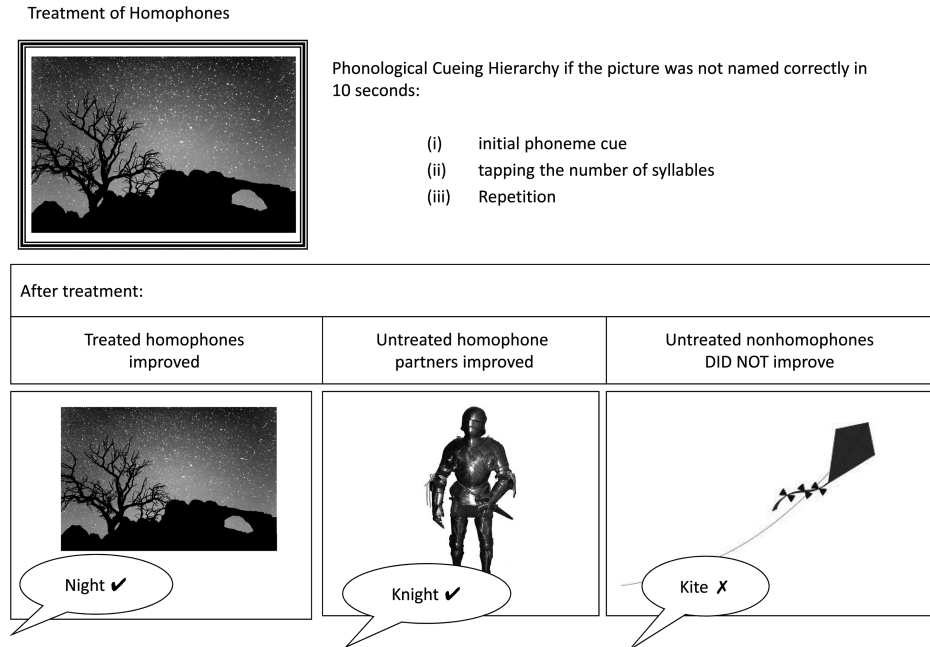 Treatment of Homophones
Phonological Cueing Hierarchy if the picture was not named correctly in
10 seconds:
(i) initial phoneme cue
(ii) tapping the number of syllables
(iii) Repetition
After treatment:
Treated homophones
improved
Untreated homophone
partners improved
Untreated nonhomophones
DID NOT improve
Night ✔
Knight ✔
Kite ✗